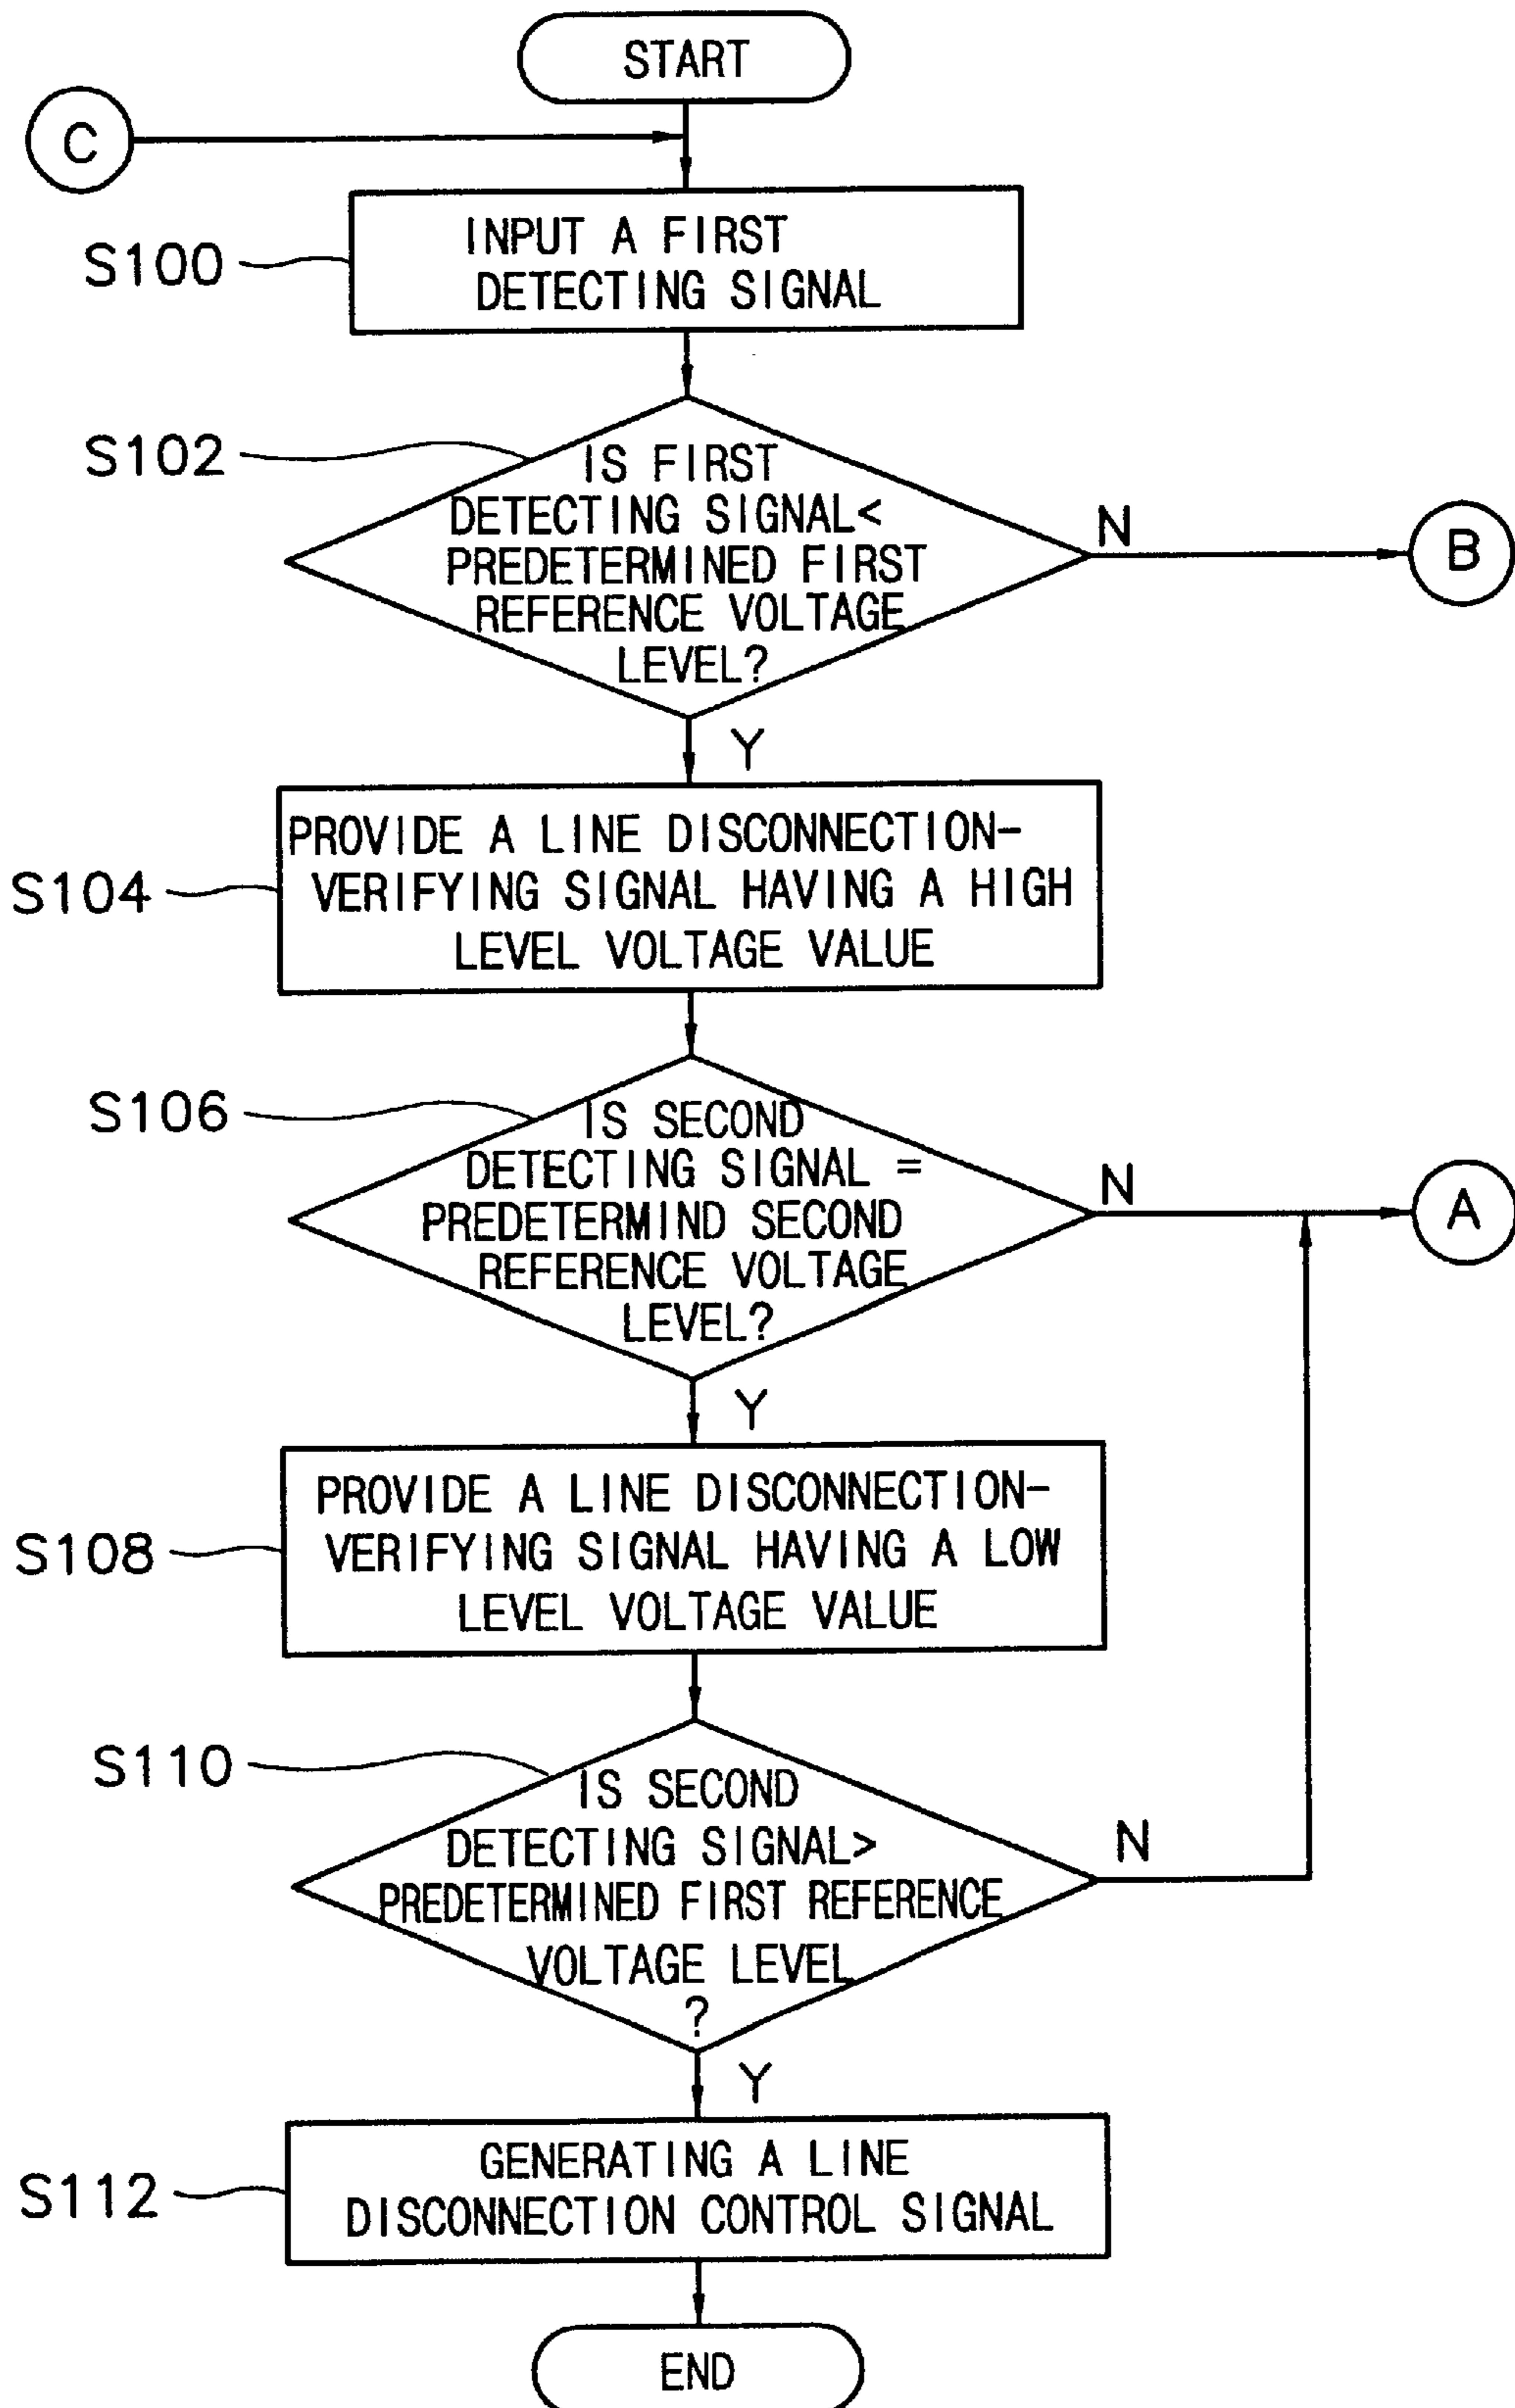 START
C
S100
INPUT A FIRST
DETECTING SIGNAL
S102
IS FIRST
DETECTING SIGNAL<
PREDETERMINED FIRST
REFERENCE VOLTAGE
LEVEL?
N
B
Y
S104
PROVIDE A LINE DISCONNECTION-
VERIFYING SIGNAL HAVING A HIGH
LEVEL VOLTAGE VALUE
S106
IS SECOND
DETECTING SIGNAL =
PREDETERMIND SECOND
REFERENCE VOLTAGE
LEVEL?
N
A
Y
S108
PROVIDE A LINE DISCONNECTION-
VERIFYING SIGNAL HAVING A LOW
LEVEL VOLTAGE VALUE
S110
IS SECOND
DETECTING SIGNAL>
PREDETERMINED FIRST REFERENCE
VOLTAGE LEVEL
?
N
Y
S112
GENERATING A LINE
DISCONNECTION CONTROL SIGNAL
END